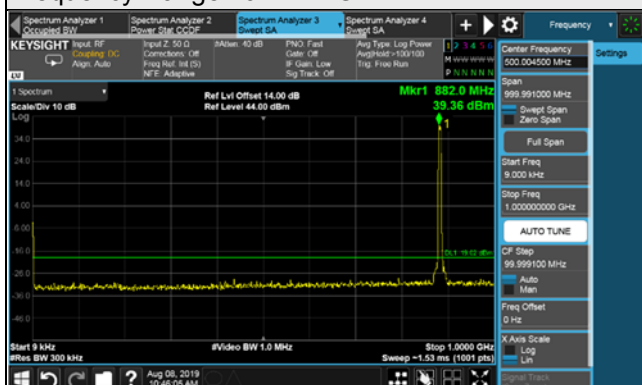 Spectrum Analyzer 1
Occupied BW
Spectrum Analyzer 2
Power Stat CCDF
Spectrum Analyzer 3
Swept SA
Spectrum Analyzer 4
Swept SA
Frequency
KEYSIGHT
Input: RF
Coupling: DC
Align: Auto
Input Z: 50 Ω
Corrections: Off
Freq Ref: Int (S)
NFE: Adaptive
#Atten: 40 dB
PNO: Fast
Gate: Off
IF Gain: Low
Sig Track: Off
Avg Type: Log Power
Avg|Hold:>100/100
Trig: Free Run
1 2 3 4 5 6
M W W W W W
P N N N N N
Center Frequency
500.004500 MHz
Settings
Span
999.991000 MHz
Swept Span
Zero Span
Full Span
Start Freq
9.000 kHz
Stop Freq
1.000000000 GHz
AUTO TUNE
CF Step
99.999100 MHz
Auto
Man
Freq Offset
0 Hz
X Axis Scale
Log
Lin
Signal Track
LXI
1 Spectrum
Scale/Div 10 dB
Log
Ref Lvl Offset 14.00 dB
Ref Level 44.00 dBm
Mkr1 882.0 MHz
39.36 dBm
1
34.0
24.0
14.0
4.00
-6.00
-16.0
-26.0
-36.0
-46.0
Start 9 kHz
#Res BW 300 kHz
#Video BW 1.0 MHz
Stop 1.0000 GHz
Sweep ~1.53 ms (1001 pts)
Aug 08, 2019
10:46:05 AM